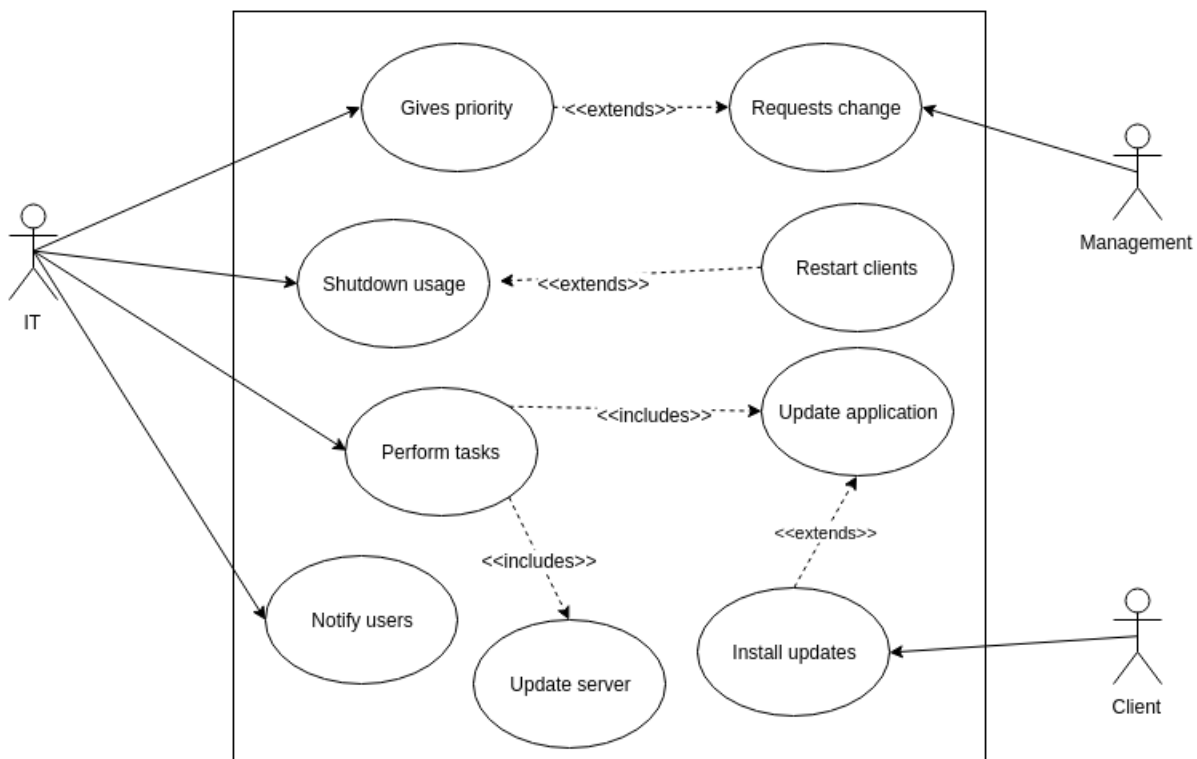 Gives priority
<<extends>>
Requests change
Management
IT
Shutdown usage
<<extends>>
Restart clients
Perform tasks
<<includes>>
Update application
<<extends>>
<<includes>>
Notify users
Update server
Install updates
Client